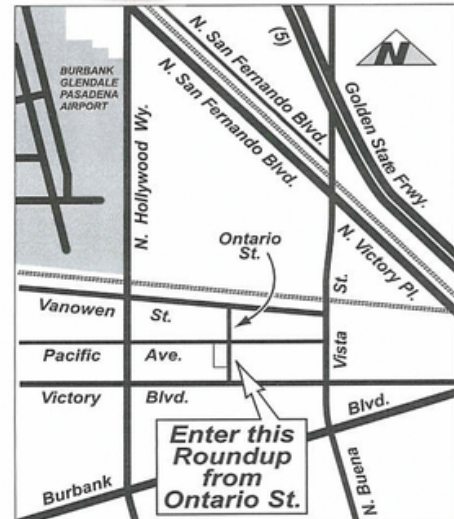 BURBANK
GLENDALE
PASADENA
AIRPORT
N. Hollywood Wy.
N. San Fernando Blvd.
N. San Fernando Blvd.
(5)
N
Golden State Frwy.
N. Victory Pl.
Ontario
St.
Vanowen St.
Pacific Ave.
Victory Blvd.
Vista St.
Burbank Blvd.
N. Buena
Enter this
Roundup
from
Ontario St.